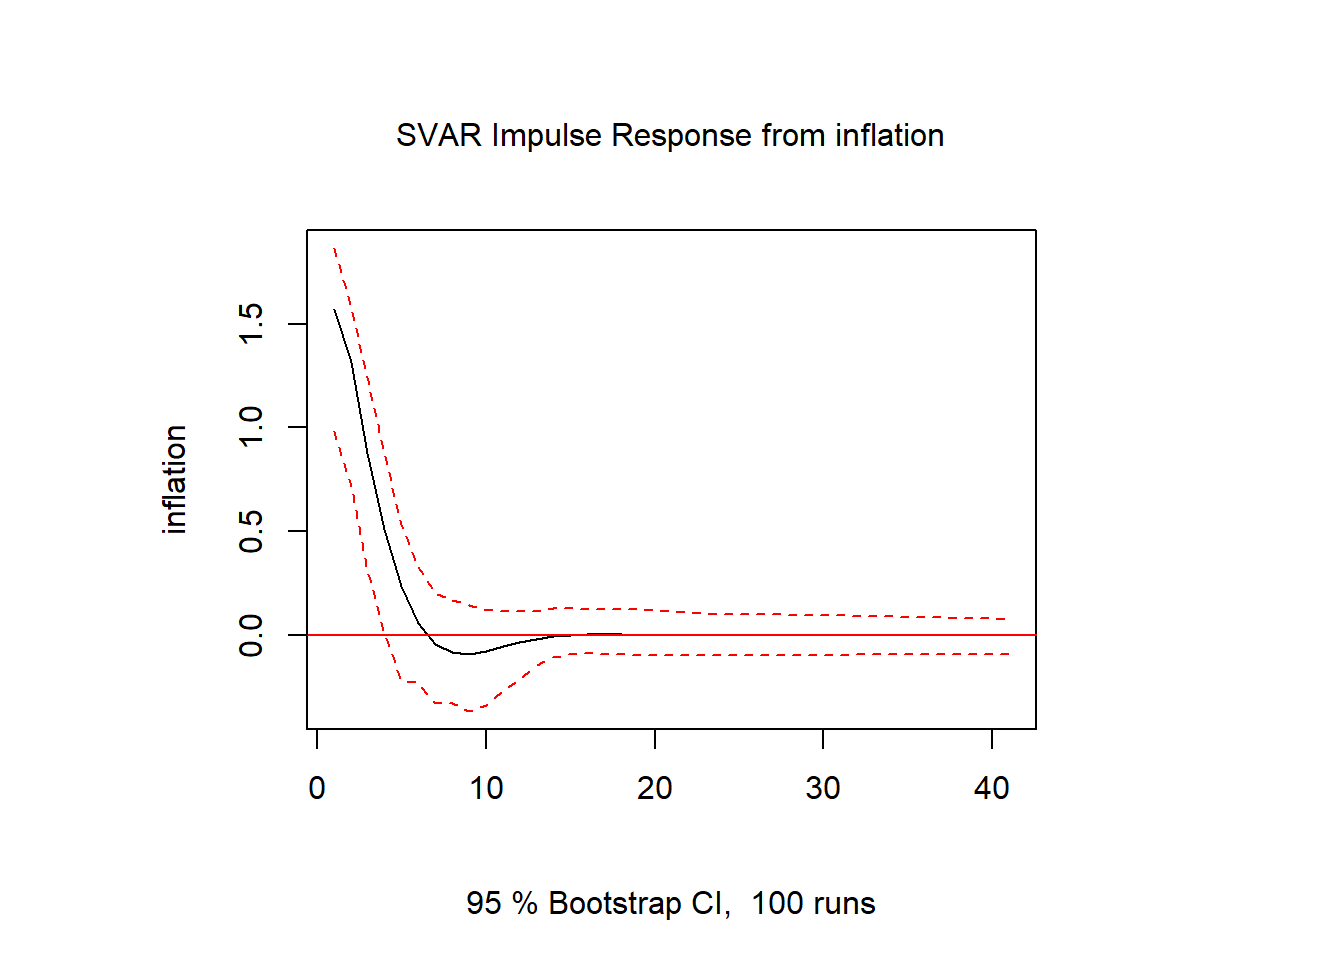 SVAR Impulse Response from inflation
inflation
1.5
1.0
0.5
0.0
0 10 20 30 40
95 % Bootstrap CI,  100 runs